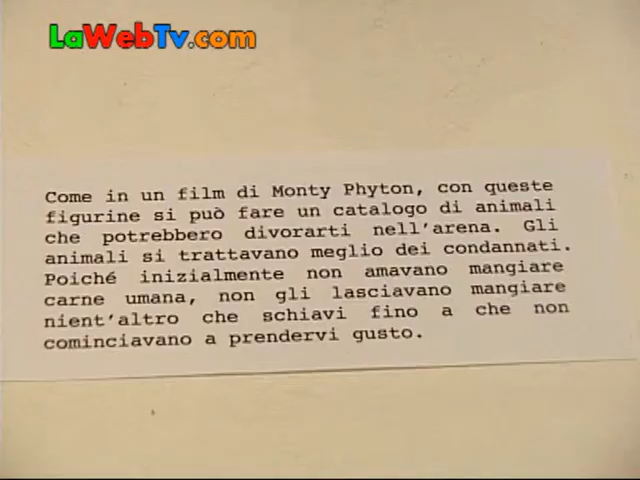 LaWebTv.com
Come in un film di Monty Phyton, con queste
figurine si può fare un catalogo di animali
che potrebbero divorarti nell'arena. Gli
animali si trattavano meglio dei condannati.
Poiché inizialmente non amavano mangiare
carne umana, non gli lasciavano mangiare
nient'altro che schiavi fino a che non
cominciavano a prendervi gusto.